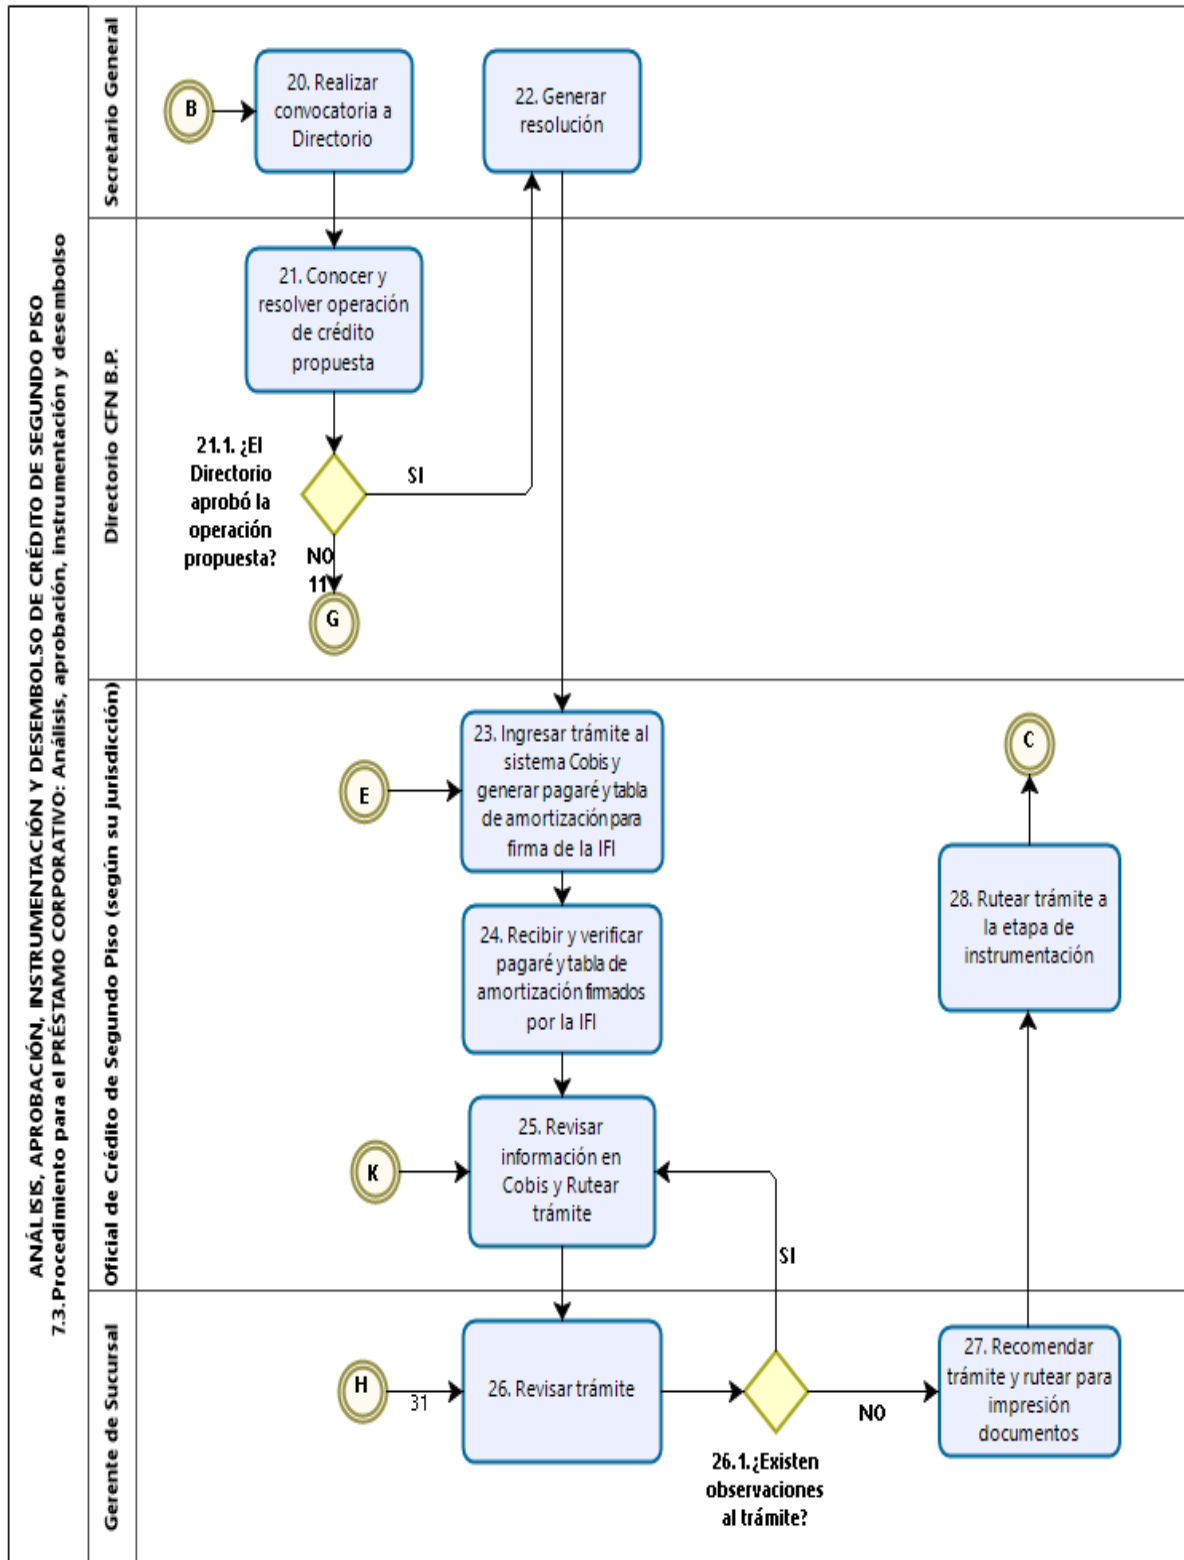 ANÁLISIS, APROBACIÓN, INSTRUMENTACIÓN Y DESEMBOLSO DE CRÉDITO DE SEGUNDO PISO
7.3.Procedimiento para el PRÉSTAMO CORPORATIVO: Análisis, aprobación, instrumentación y desembolso
Secretario General
B
20. Realizar
convocatoria a
Directorio
22. Generar
resolución
Directorio CFN B.P.
21. Conocer y
resolver operación
de crédito
propuesta
21.1. ¿El
Directorio
aprobó la
operación
propuesta?
SI
NO
11
G
Oficial de Crédito de Segundo Piso (según su jurisdicción)
E
23. Ingresar trámite al
sistema Cobis y
generar pagaré y tabla
de amortización para
firma de la IFI
C
24. Recibir y verificar
pagaré y tabla de
amortización firmados
por la IFI
28. Rutear trámite a
la etapa de
instrumentación
K
25. Revisar
información en
Cobis y Rutear
trámite
SI
Gerente de Sucursal
H
31
26. Revisar trámite
26.1.¿Existen
observaciones
al trámite?
NO
27. Recomendar
trámite y rutear para
impresión
documentos